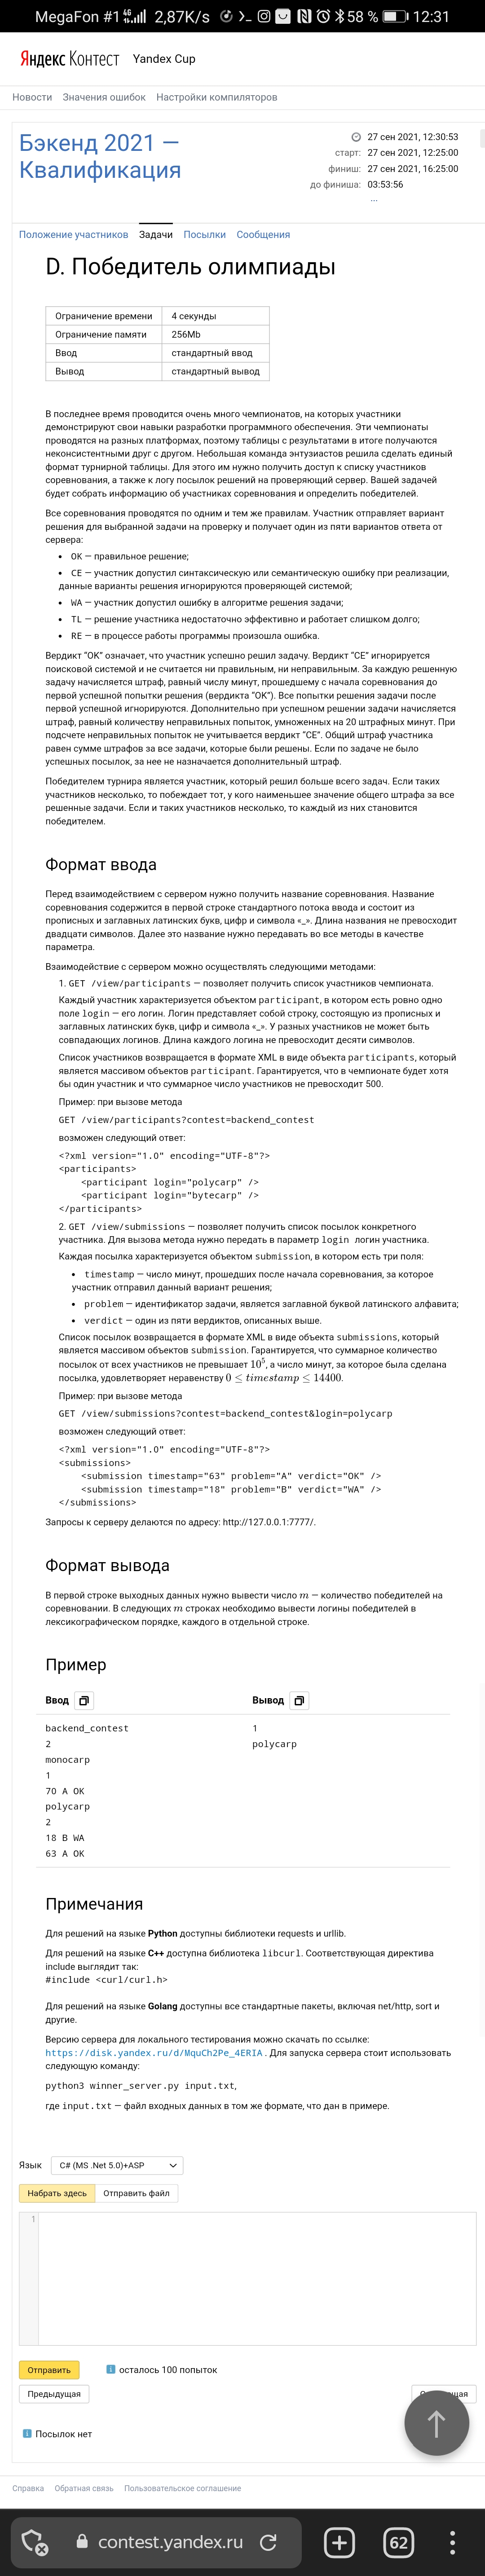 MegaFon #1 4G 2,87K/s 58 % 12:31
Яндекс Контест Yandex Cup
Новости Значения ошибок Настройки компиляторов
Бэкенд 2021 —
Квалификация
27 сен 2021, 12:30:53
старт: 27 сен 2021, 12:25:00
финиш: 27 сен 2021, 16:25:00
до финиша: 03:53:56
...
Положение участников Задачи Посылки Сообщения
D. Победитель олимпиады
Ограничение времени 4 секунды
Ограничение памяти 256Mb
Ввод стандартный ввод
Вывод стандартный вывод
В последнее время проводится очень много чемпионатов, на которых участники
демонстрируют свои навыки разработки программного обеспечения. Эти чемпионаты
проводятся на разных платформах, поэтому таблицы с результатами в итоге получаются
неконсистентными друг с другом. Небольшая команда энтузиастов решила сделать единый
формат турнирной таблицы. Для этого им нужно получить доступ к списку участников
соревнования, а также к логу посылок решений на проверяющий сервер. Вашей задачей
будет собрать информацию об участниках соревнования и определить победителей.
Все соревнования проводятся по одним и тем же правилам. Участник отправляет вариант
решения для выбранной задачи на проверку и получает один из пяти вариантов ответа от
сервера:
• OK — правильное решение;
• CE — участник допустил синтаксическую или семантическую ошибку при реализации,
данные варианты решения игнорируются проверяющей системой;
• WA — участник допустил ошибку в алгоритме решения задачи;
• TL — решение участника недостаточно эффективно и работает слишком долго;
• RE — в процессе работы программы произошла ошибка.
Вердикт “OK” означает, что участник успешно решил задачу. Вердикт “CE” игнорируется
поисковой системой и не считается ни правильным, ни неправильным. За каждую решенную
задачу начисляется штраф, равный числу минут, прошедшему с начала соревнования до
первой успешной попытки решения (вердикта “OK”). Все попытки решения задачи после
первой успешной игнорируются. Дополнительно при успешном решении задачи начисляется
штраф, равный количеству неправильных попыток, умноженных на 20 штрафных минут. При
подсчете неправильных попыток не учитывается вердикт “CE”. Общий штраф участника
равен сумме штрафов за все задачи, которые были решены. Если по задаче не было
успешных посылок, за нее не назначается дополнительный штраф.
Победителем турнира является участник, который решил больше всего задач. Если таких
участников несколько, то побеждает тот, у кого наименьшее значение общего штрафа за все
решенные задачи. Если и таких участников несколько, то каждый из них становится
победителем.
Формат ввода
Перед взаимодействием с сервером нужно получить название соревнования. Название
соревнования содержится в первой строке стандартного потока ввода и состоит из
прописных и заглавных латинских букв, цифр и символа «_». Длина названия не превосходит
двадцати символов. Далее это название нужно передавать во все методы в качестве
параметра.
Взаимодействие с сервером можно осуществлять следующими методами:
1. GET /view/participants — позволяет получить список участников чемпионата.
Каждый участник характеризуется объектом participant, в котором есть ровно одно
поле login — его логин. Логин представляет собой строку, состоящую из прописных и
заглавных латинских букв, цифр и символа «_». У разных участников не может быть
совпадающих логинов. Длина каждого логина не превосходит десяти символов.
Список участников возвращается в формате XML в виде объекта participants, который
является массивом объектов participant. Гарантируется, что в чемпионате будет хотя
бы один участник и что суммарное число участников не превосходит 500.
Пример: при вызове метода
GET /view/participants?contest=backend_contest
возможен следующий ответ:
<?xml version="1.0" encoding="UTF-8"?>
<participants>
<participant login="polycarp" />
<participant login="bytecarp" />
</participants>
2. GET /view/submissions — позволяет получить список посылок конкретного
участника. Для вызова метода нужно передать в параметр login логин участника.
Каждая посылка характеризуется объектом submission, в котором есть три поля:
• timestamp — число минут, прошедших после начала соревнования, за которое
участник отправил данный вариант решения;
• problem — идентификатор задачи, является заглавной буквой латинского алфавита;
• verdict — один из пяти вердиктов, описанных выше.
Список посылок возвращается в формате XML в виде объекта submissions, который
является массивом объектов submission. Гарантируется, что суммарное количество
посылок от всех участников не превышает 10⁵, а число минут, за которое была сделана
посылка, удовлетворяет неравенству 0 ≤ timestamp ≤ 14400.
Пример: при вызове метода
GET /view/submissions?contest=backend_contest&login=polycarp
возможен следующий ответ:
<?xml version="1.0" encoding="UTF-8"?>
<submissions>
<submission timestamp="63" problem="A" verdict="OK" />
<submission timestamp="18" problem="B" verdict="WA" />
</submissions>
Запросы к серверу делаются по адресу: http://127.0.0.1:7777/.
Формат вывода
В первой строке выходных данных нужно вывести число m — количество победителей на
соревновании. В следующих m строках необходимо вывести логины победителей в
лексикографическом порядке, каждого в отдельной строке.
Пример
Ввод Вывод
backend_contest 1
2 polycarp
monocarp
1
70 A OK
polycarp
2
18 B WA
63 A OK
Примечания
Для решений на языке Python доступны библиотеки requests и urllib.
Для решений на языке C++ доступна библиотека libcurl. Соответствующая директива
include выглядит так:
#include <curl/curl.h>
Для решений на языке Golang доступны все стандартные пакеты, включая net/http, sort и
другие.
Версию сервера для локального тестирования можно скачать по ссылке:
https://disk.yandex.ru/d/MquCh2Pe_4ERIA . Для запуска сервера стоит использовать
следующую команду:
python3 winner_server.py input.txt,
где input.txt — файл входных данных в том же формате, что дан в примере.
Язык C# (MS .Net 5.0)+ASP
Набрать здесь Отправить файл
1
Отправить осталось 100 попыток
Предыдущая
Посылок нет
Справка Обратная связь Пользовательское соглашение
contest.yandex.ru 62